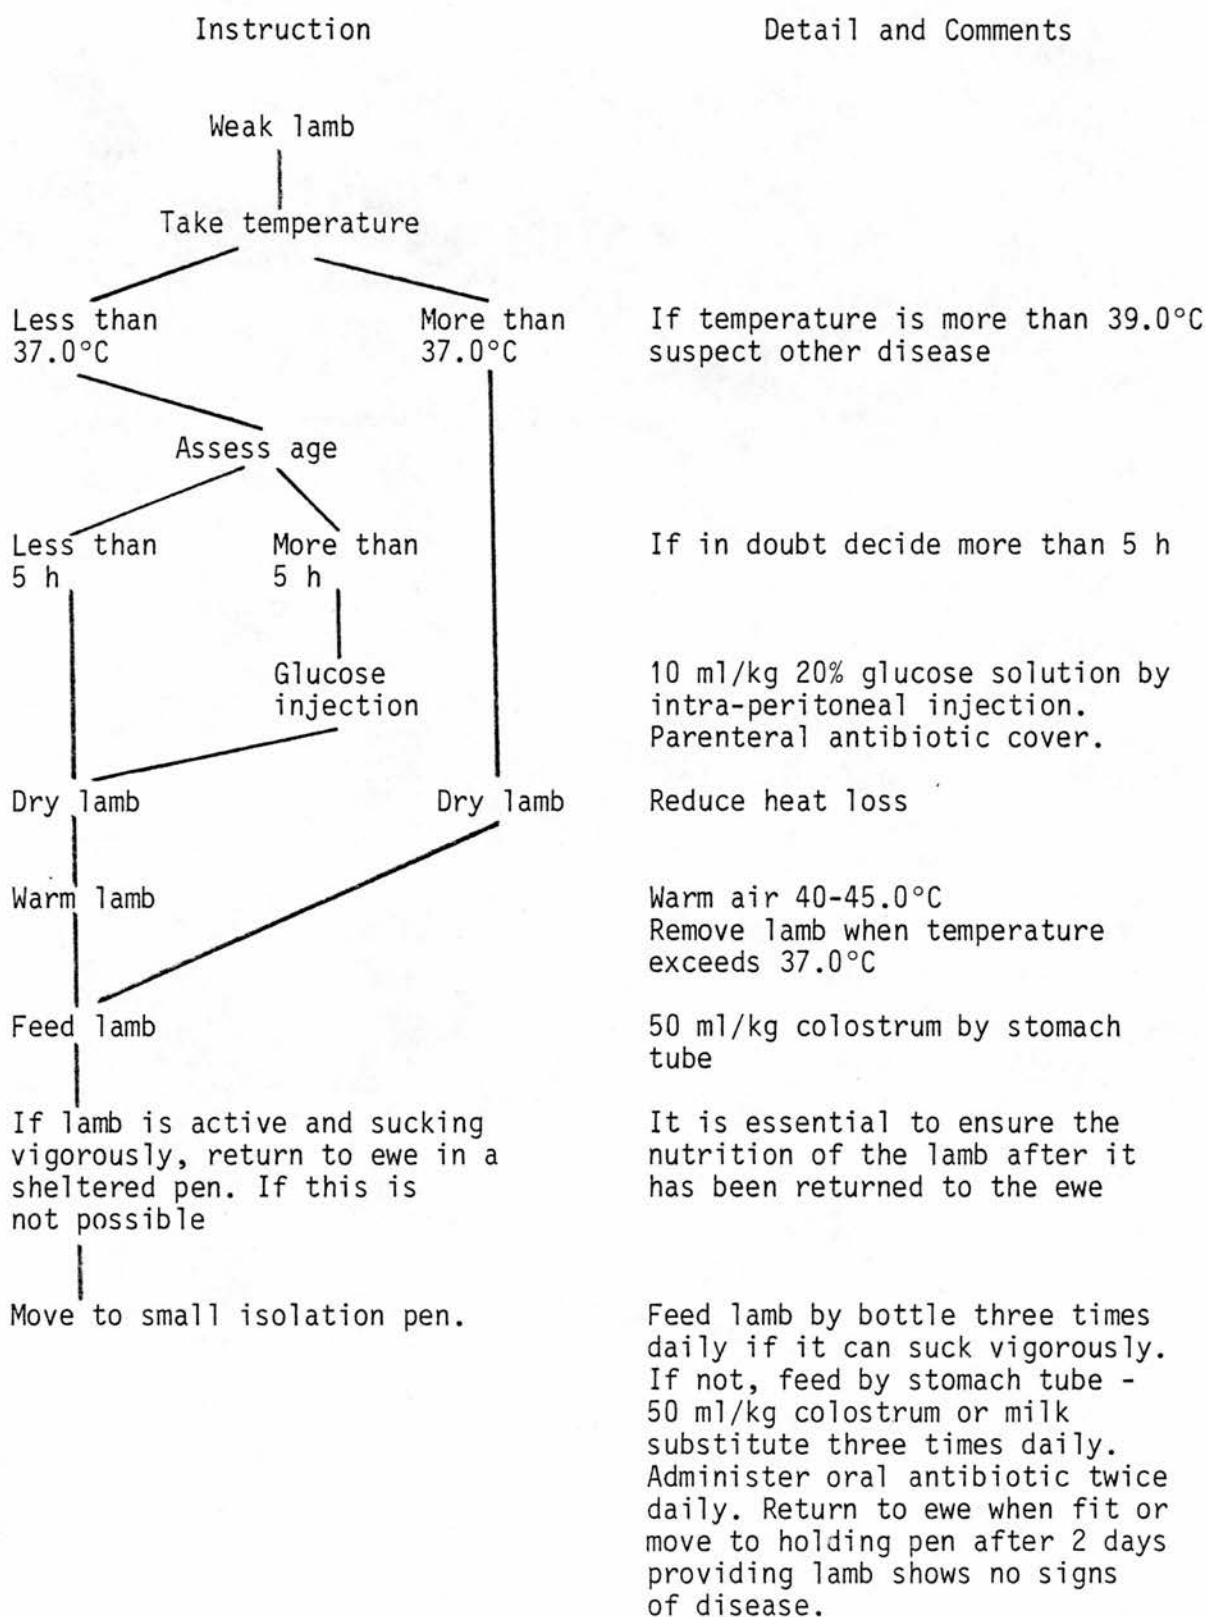 Instruction
Detail and Comments
Weak lamb
Take temperature
Less than
37.0°C
More than
37.0°C
If temperature is more than 39.0°C
suspect other disease
Assess age
Less than
5 h
More than
5 h
If in doubt decide more than 5 h
Glucose
injection
10 ml/kg 20% glucose solution by
intra-peritoneal injection.
Parenteral antibiotic cover.
Dry lamb
Dry lamb
Reduce heat loss
Warm lamb
Warm air 40-45.0°C
Remove lamb when temperature
exceeds 37.0°C
Feed lamb
50 ml/kg colostrum by stomach
tube
If lamb is active and sucking
vigorously, return to ewe in a
sheltered pen. If this is
not possible
It is essential to ensure the
nutrition of the lamb after it
has been returned to the ewe
Move to small isolation pen.
Feed lamb by bottle three times
daily if it can suck vigorously.
If not, feed by stomach tube -
50 ml/kg colostrum or milk
substitute three times daily.
Administer oral antibiotic twice
daily. Return to ewe when fit or
move to holding pen after 2 days
providing lamb shows no signs
of disease.